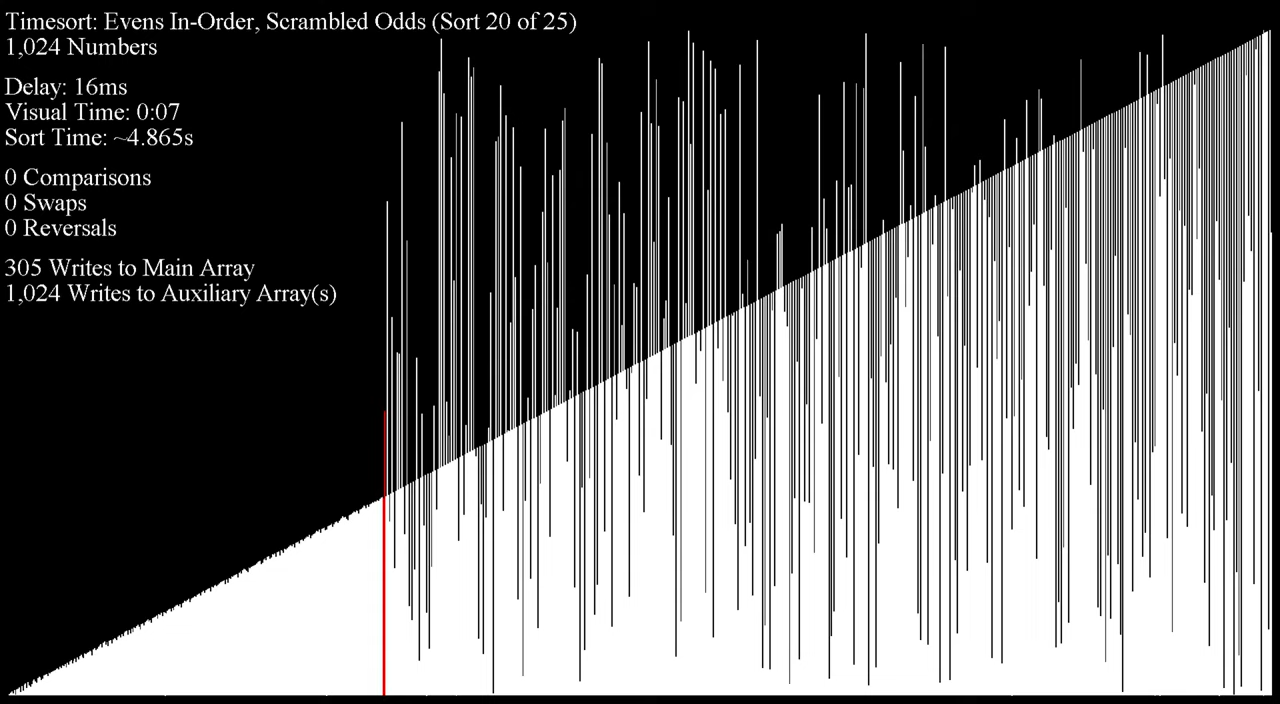 Timesort: Evens In-Order, Scrambled Odds (Sort 20 of 25)
1,024 Numbers
Delay: 16ms
Visual Time: 0:07
Sort Time: ~4.865s
0 Comparisons
0 Swaps
0 Reversals
305 Writes to Main Array
1,024 Writes to Auxiliary Array(s)